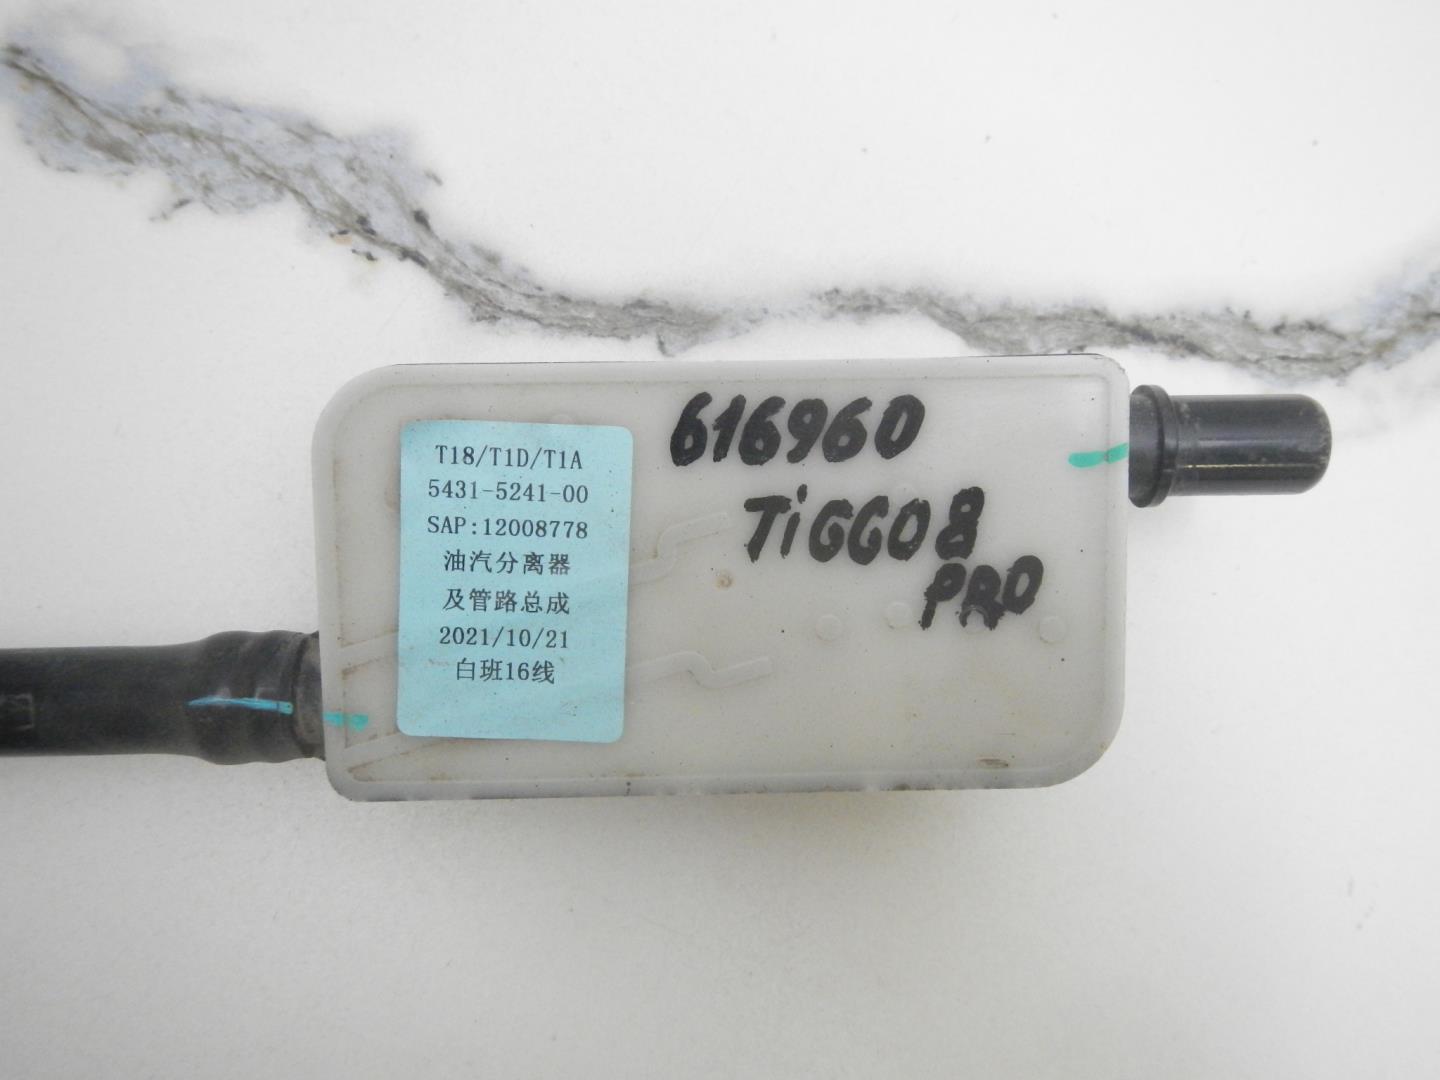 T18/T1D/T1A
5431-5241-00
SAP:12008778
油汽分离器
及管路总成
2021/10/21
白班16线
616960
TiGGO8
PRO